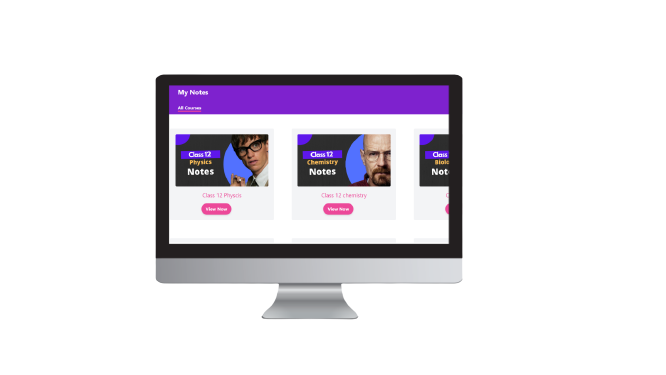 My Notes
All Courses
Class 12
Physics
Notes
Class 12 Physics
View Now
Class 12
Chemistry
Notes
Class 12 chemistry
View Now
Class
Biolo
Not
C